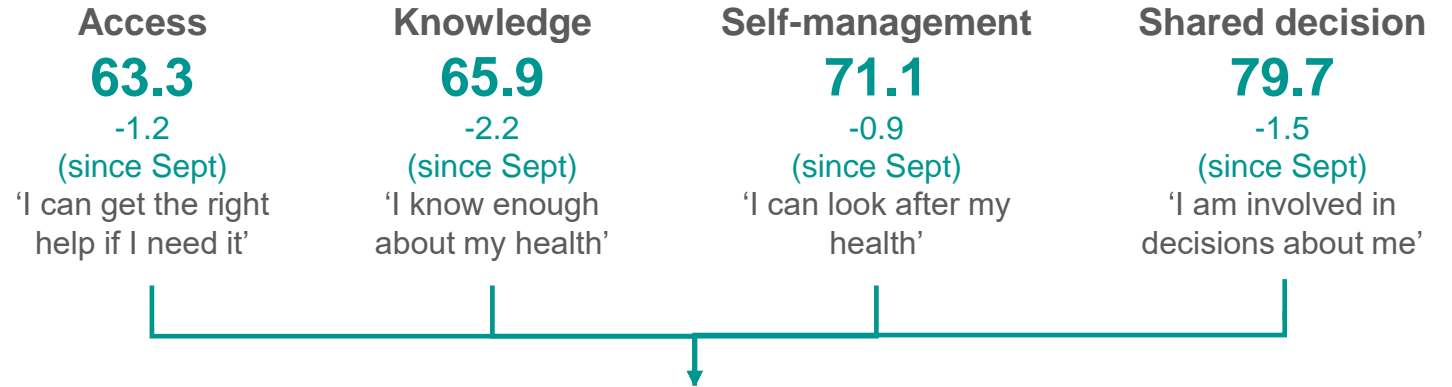 Access
63.3
-1.2
(since Sept)
‘I can get the right
help if I need it’
Knowledge
65.9
-2.2
(since Sept)
‘I know enough
about my health’
Self-management
71.1
-0.9
(since Sept)
‘I can look after my
health’
Shared decision
79.7
-1.5
(since Sept)
‘I am involved in
decisions about me’